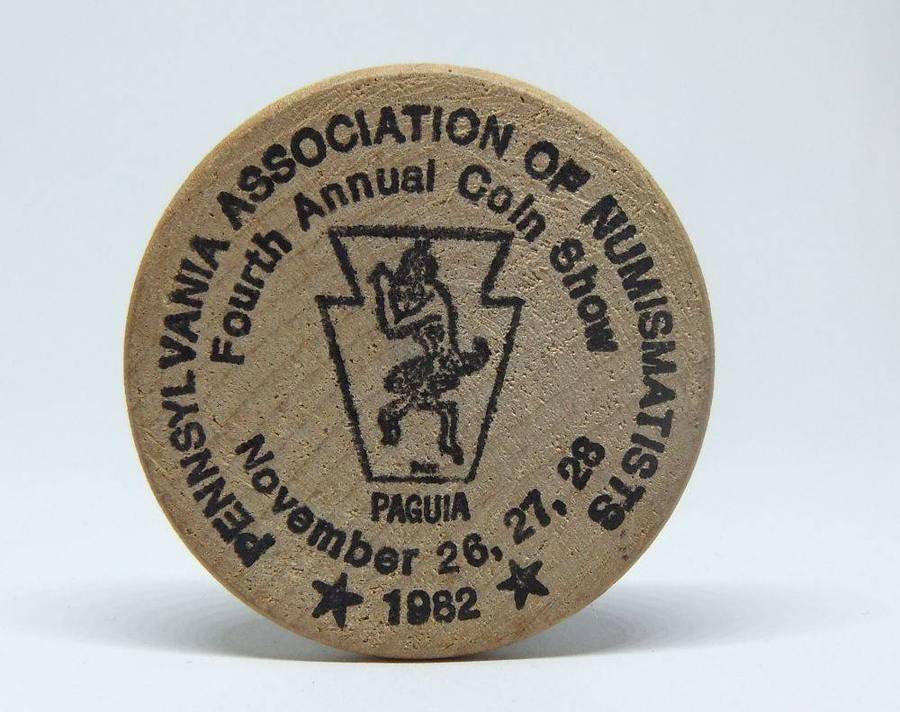 PENNSYLVANIA ASSOCIATION OF NUMISMATISTS
Fourth Annual Coin Show
PAGUIA
November 26, 27, 28
1982